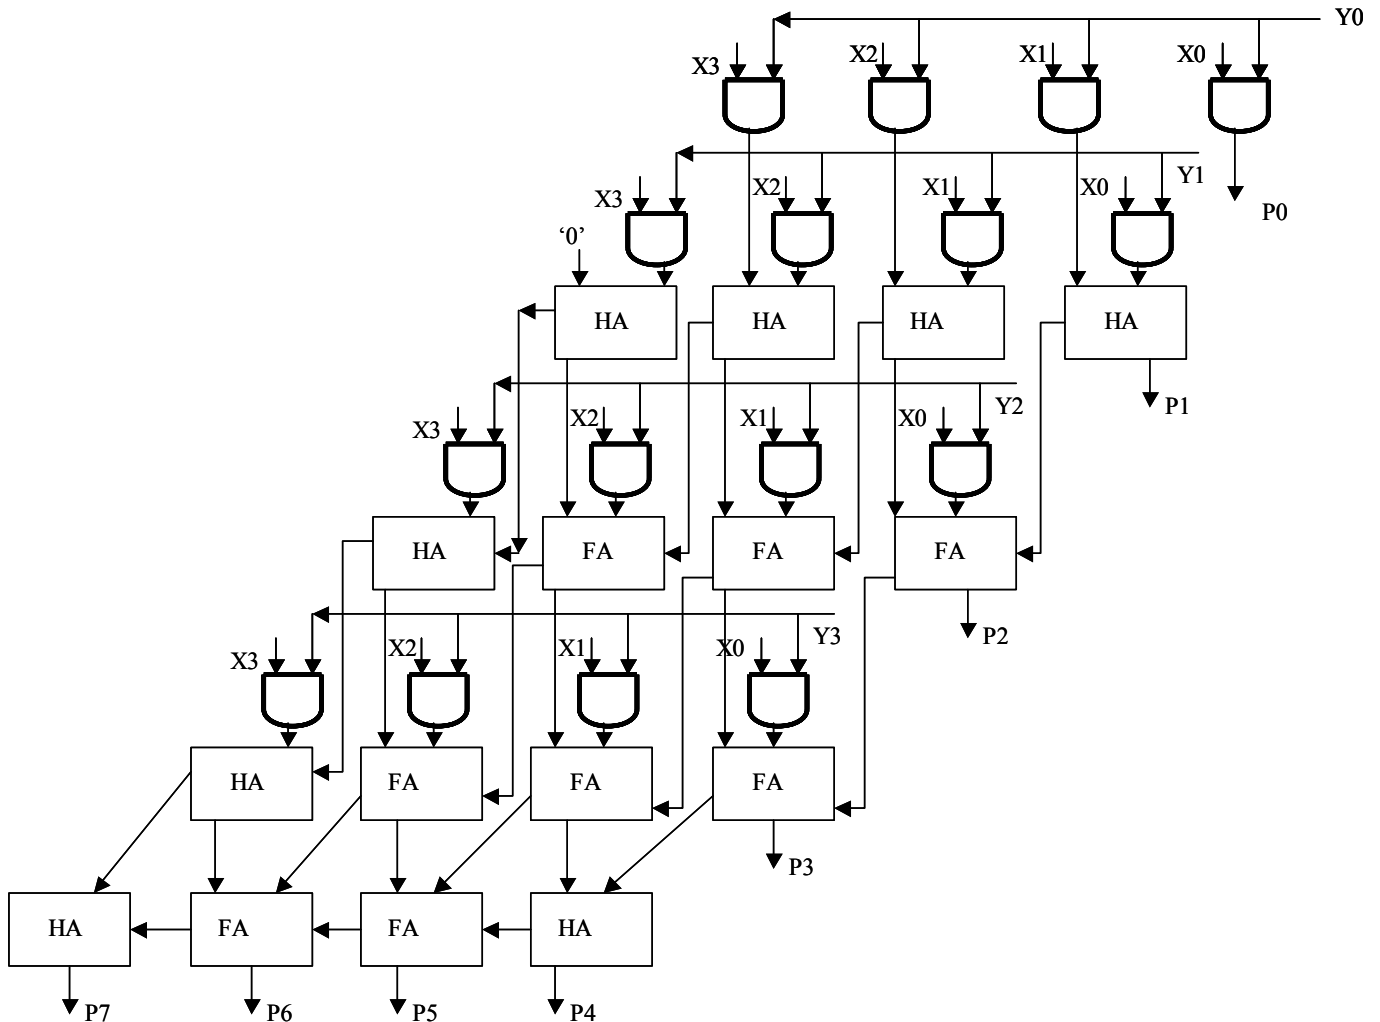 Y0
X3 X2 X1 X0
Y1
X3 X2 X1 X0
P0
‘0’
HA HA HA HA
P1
Y2
X3 X2 X1 X0
HA FA FA FA
P2
Y3
X3 X2 X1 X0
HA FA FA FA
P3
HA FA FA HA
P7 P6 P5 P4